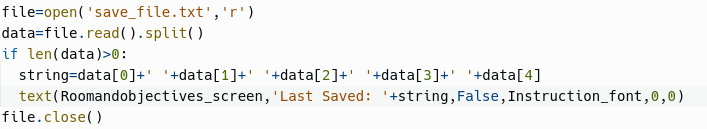 file=open('save_file.txt','r')
data=file.read().split()
if len(data)>0:
  string=data[0]+' '+data[1]+' '+data[2]+' '+data[3]+' '+data[4]
  text(Roomandobjectives_screen,'Last Saved: '+string,False,Instruction_font,0,0)
file.close()